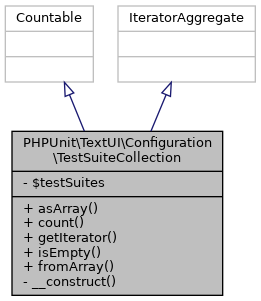 Countable
IteratorAggregate
PHPUnit\TextUI\Configuration
\TestSuiteCollection
- $testSuites
+ asArray()
+ count()
+ getIterator()
+ isEmpty()
+ fromArray()
- __construct()